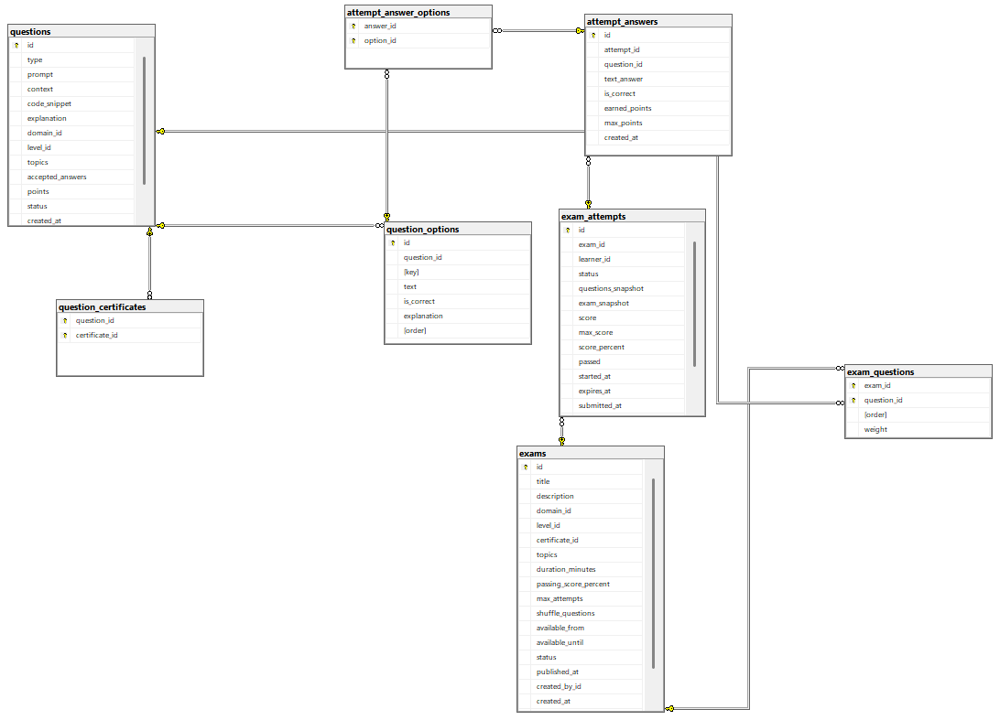 questions
id
type
prompt
context
code_snippet
explanation
domain_id
level_id
topics
accepted_answers
points
status
created_at
attempt_answer_options
answer_id
option_id
attempt_answers
id
attempt_id
question_id
text_answer
is_correct
earned_points
max_points
created_at
question_options
id
question_id
[key]
text
is_correct
explanation
[order]
exam_attempts
id
exam_id
learner_id
status
questions_snapshot
exam_snapshot
score
max_score
score_percent
passed
started_at
expires_at
submitted_at
question_certificates
question_id
certificate_id
exam_questions
exam_id
question_id
[order]
weight
exams
id
title
description
domain_id
level_id
certificate_id
topics
duration_minutes
passing_score_percent
max_attempts
shuffle_questions
available_from
available_until
status
published_at
created_by_id
created_at